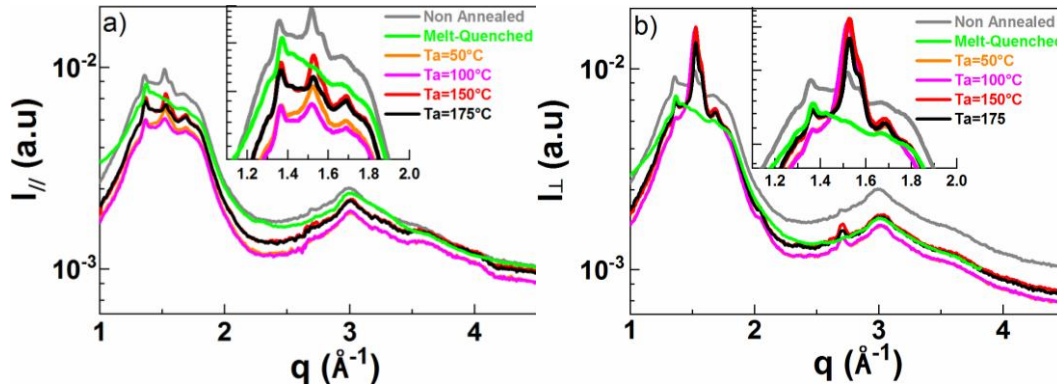 a)
I// (a.u)
10-2
10-3
1
2
3
4
q (Å-1)
Non Annealed
Melt-Quenched
Ta=50°C
Ta=100°C
Ta=150°C
Ta=175°C
1.2 1.4 1.6 1.8 2.0
b)
I⊥ (a.u)
10-2
10-3
1
2
3
4
q (Å-1)
Non Annealed
Melt-Quenched
Ta=50°C
Ta=100°C
Ta=150°C
Ta=175
1.2 1.4 1.6 1.8 2.0